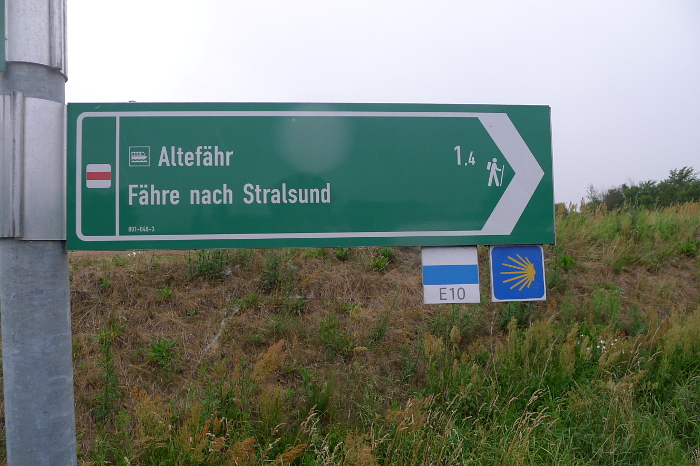 Altefähr 1.4
Fähre nach Stralsund
E10